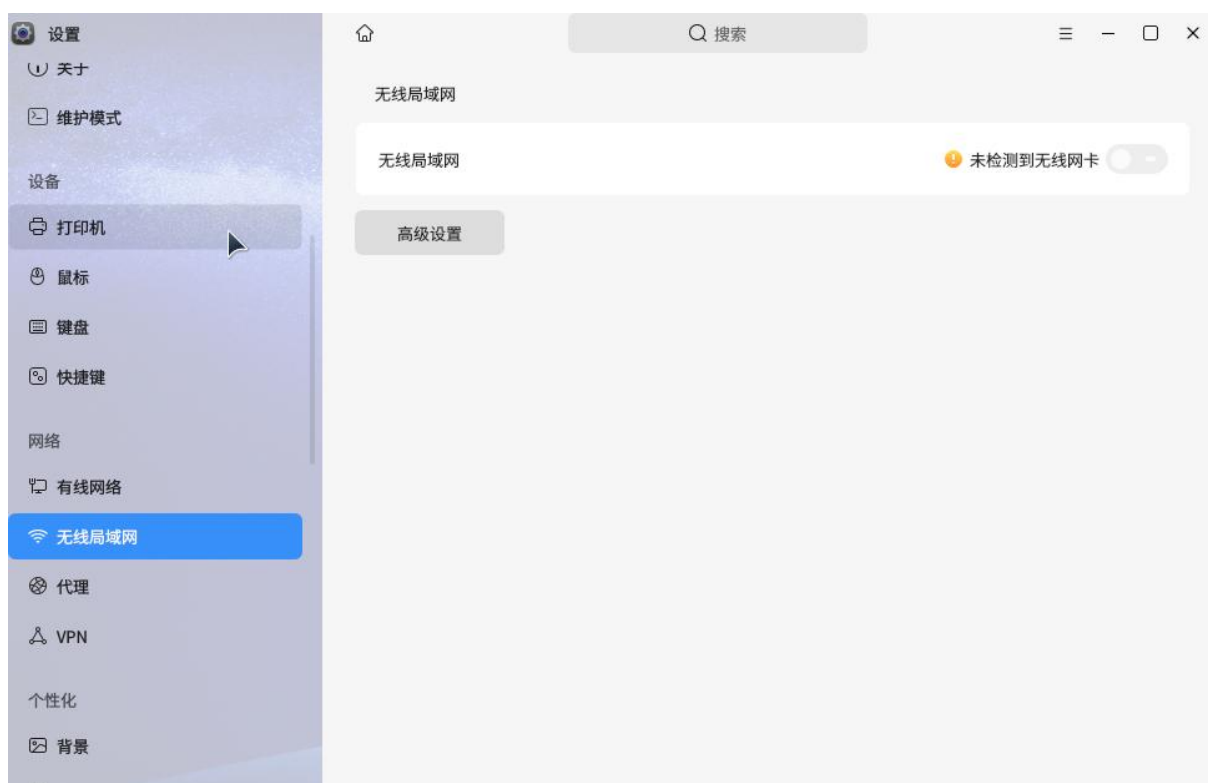 设置
关于
维护模式
设备
打印机
鼠标
键盘
快捷键
网络
有线网络
无线局域网
代理
VPN
个性化
背景
搜索
无线局域网
无线局域网
未检测到无线网卡
高级设置